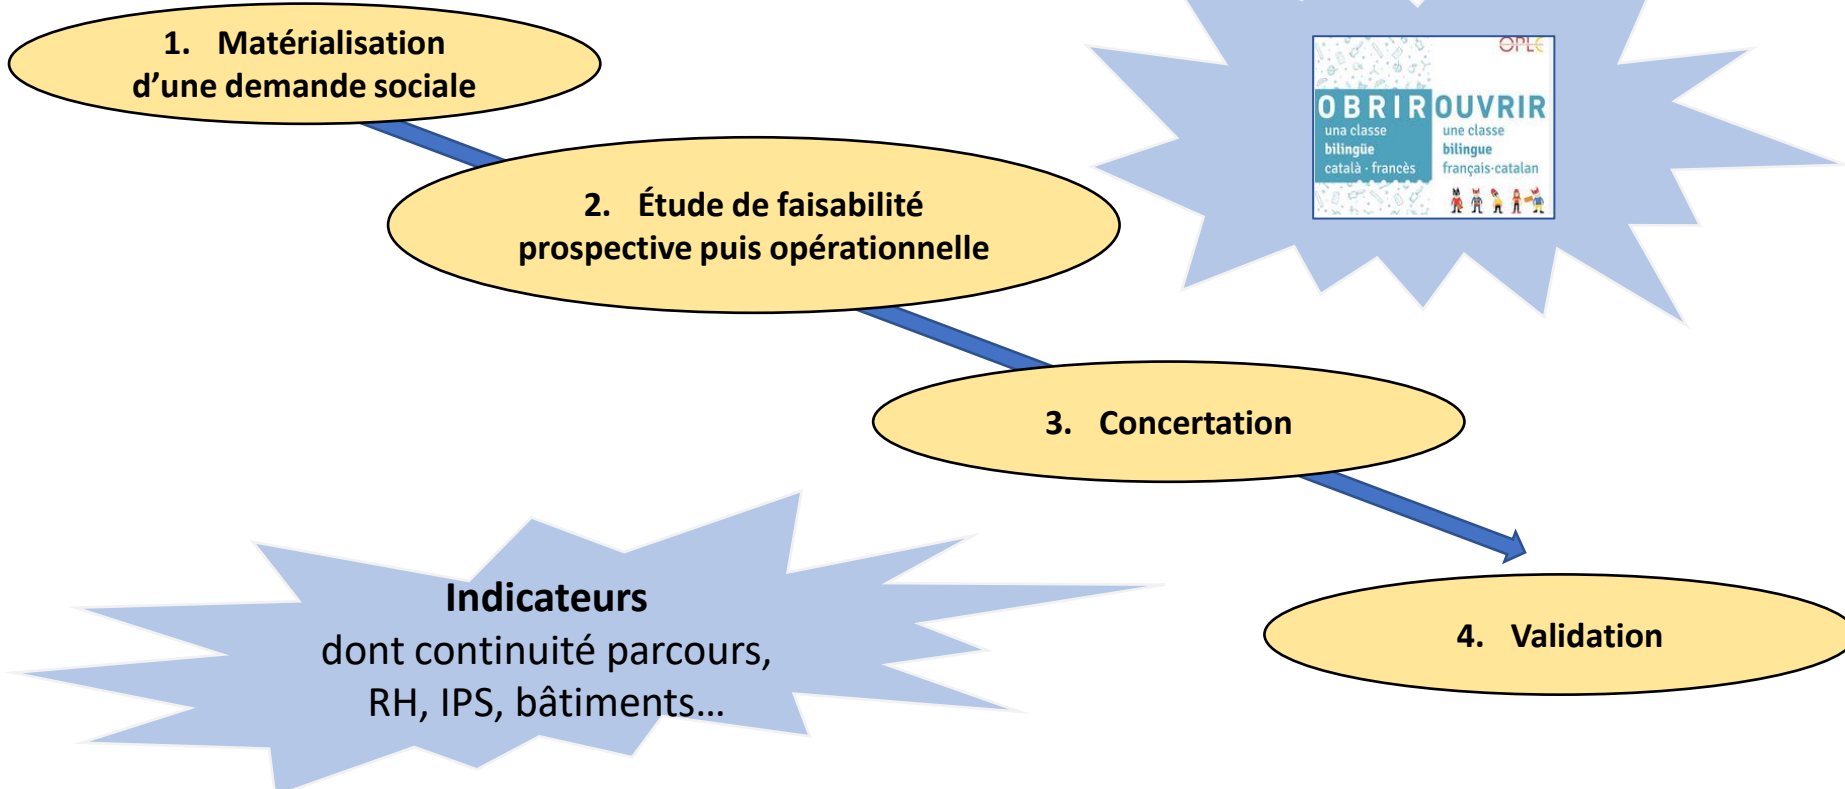 1. Matérialisation
d'une demande sociale
OPLC
OBRIR OUVRIR
una classe
bilingüe
català · francès
une classe
bilingue
français·catalan
2. Étude de faisabilité
prospective puis opérationnelle
3. Concertation
Indicateurs
dont continuité parcours,
RH, IPS, bâtiments…
4. Validation